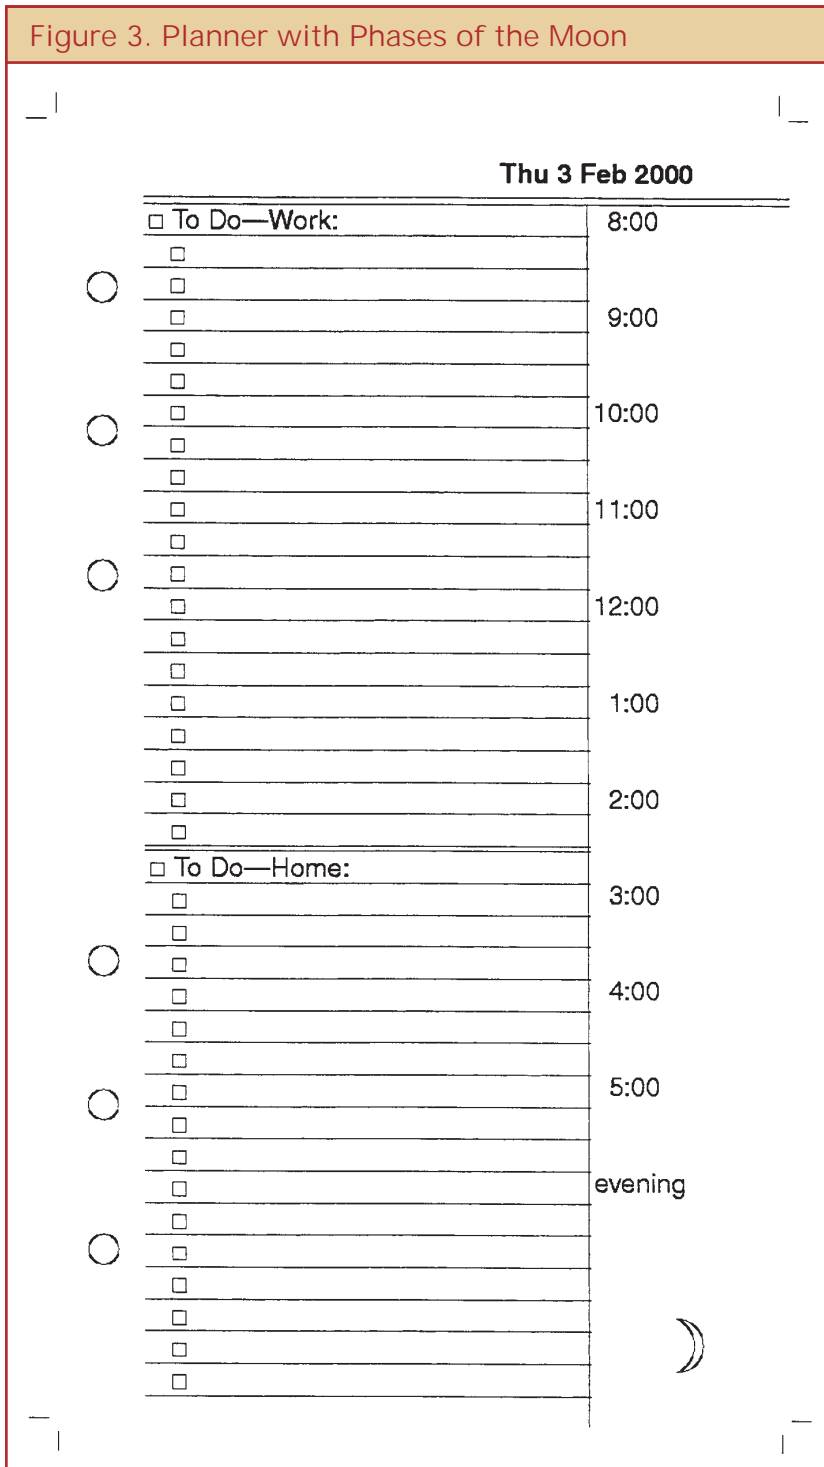 Figure 3. Planner with Phases of the Moon
Thu 3 Feb 2000
To Do—Work:
8:00
9:00
10:00
11:00
12:00
1:00
2:00
To Do—Home:
3:00
4:00
5:00
evening